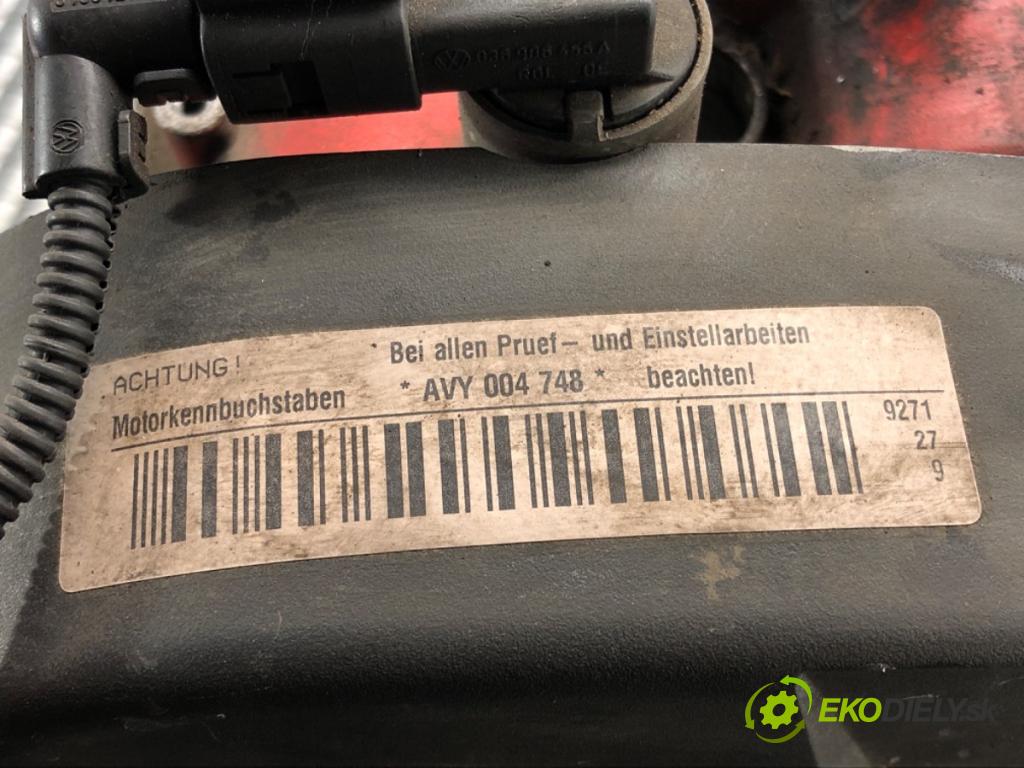 ACHTUNG!
Bei allen Pruef- und Einstellarbeiten
Motorkennbuchstaben * AVY 004 748 * beachten!
9271
27
9
EKODIELY.sk